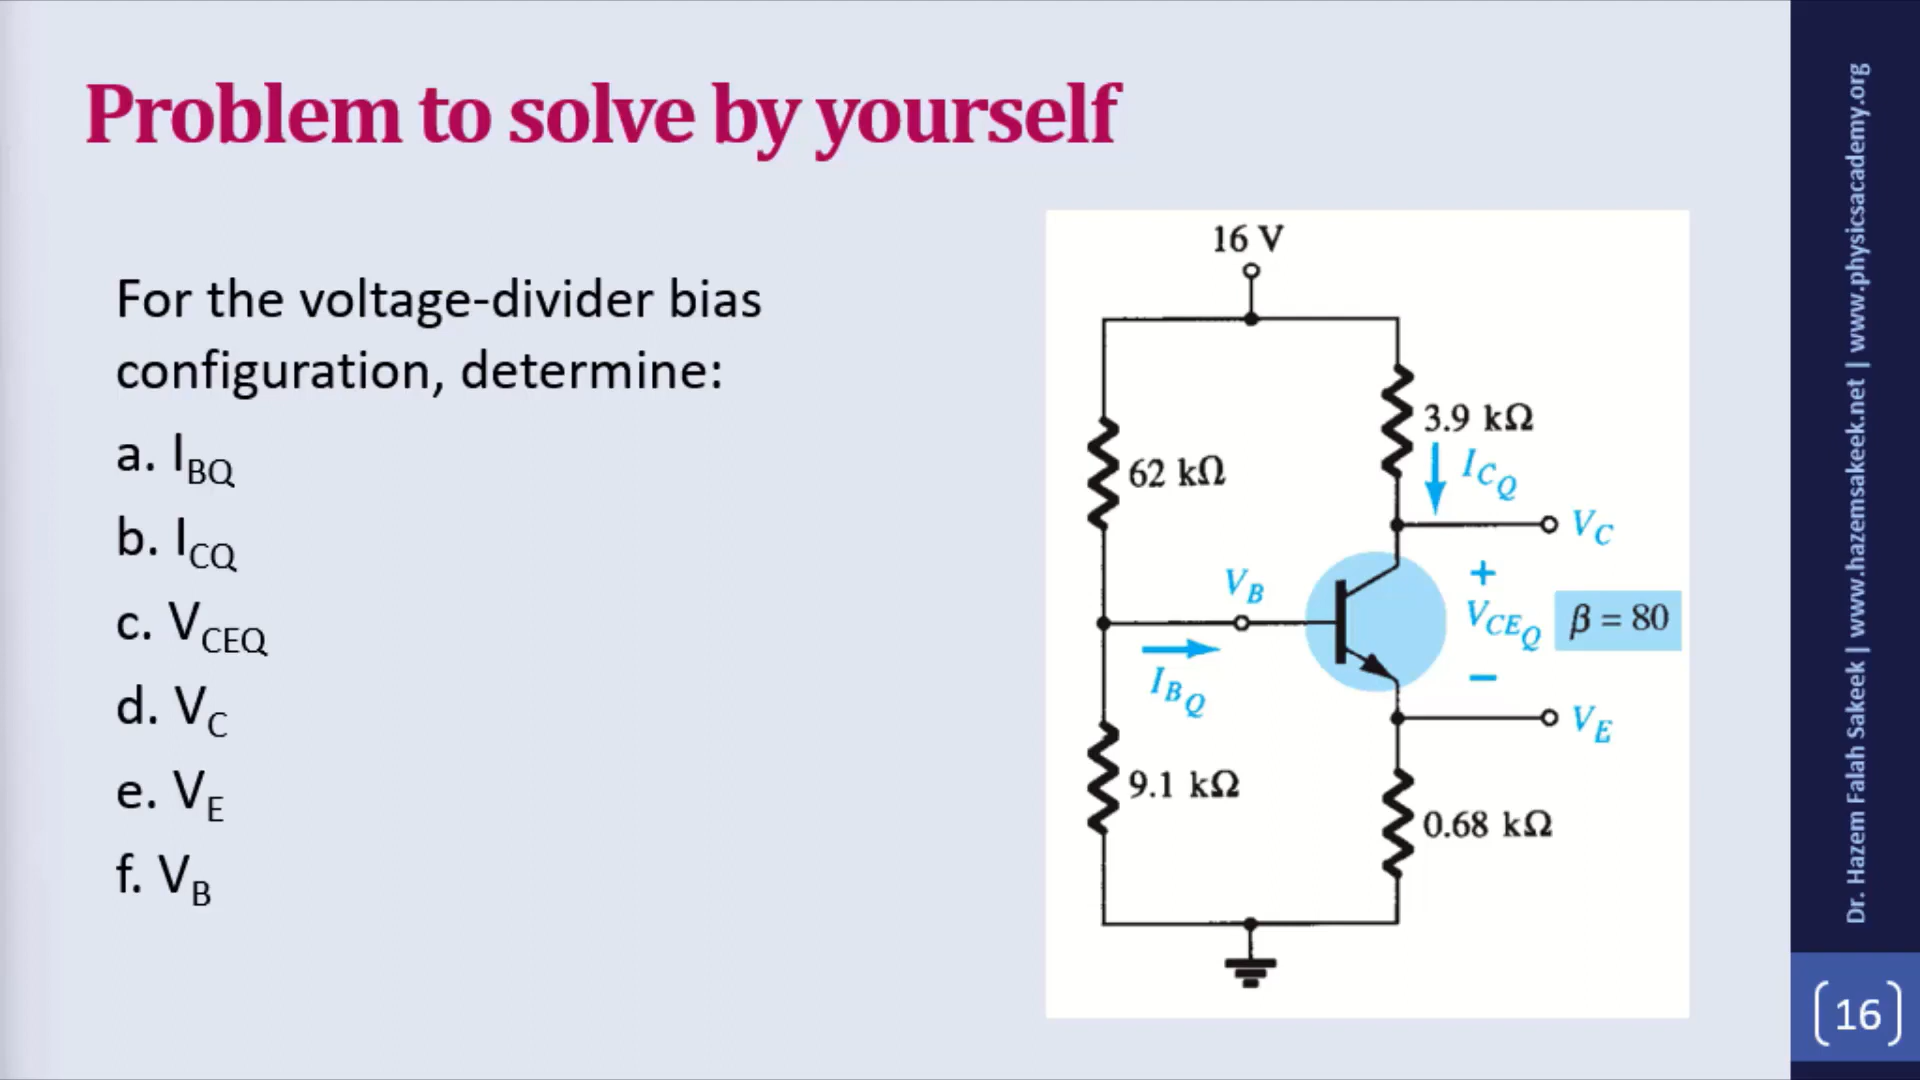 Problem to solve by yourself
For the voltage-divider bias
configuration, determine:
a. I_BQ
b. I_CQ
c. V_CEQ
d. V_C
e. V_E
f. V_B
16 V
3.9 kΩ
62 kΩ
I_CQ
V_C
V_B
+
V_CEQ
β = 80
−
I_BQ
V_E
9.1 kΩ
0.68 kΩ
Dr. Hazem Falah Sakeek | www.hazemsakeek.net | www.physicsacademy.org
16